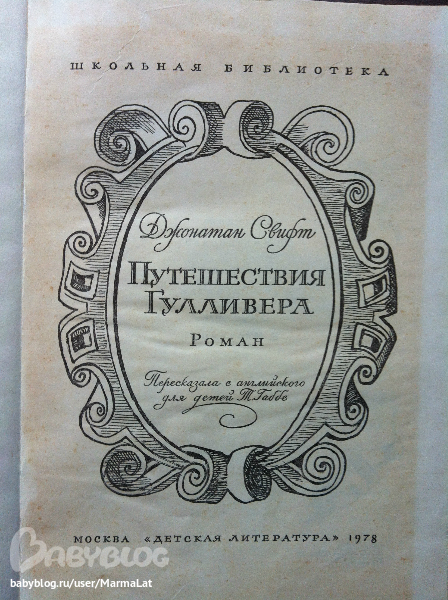 ШКОЛЬНАЯ БИБЛИОТЕКА
Джонатан Свифт
ПУТЕШЕСТВИЯ
ГУЛЛИВЕРА
РОМАН
Пересказала с английского
для детей Т. Габбе
МОСКВА «ДЕТСКАЯ ЛИТЕРАТУРА» 1978
BABYBLOG
babyblog.ru/user/MarmaLat